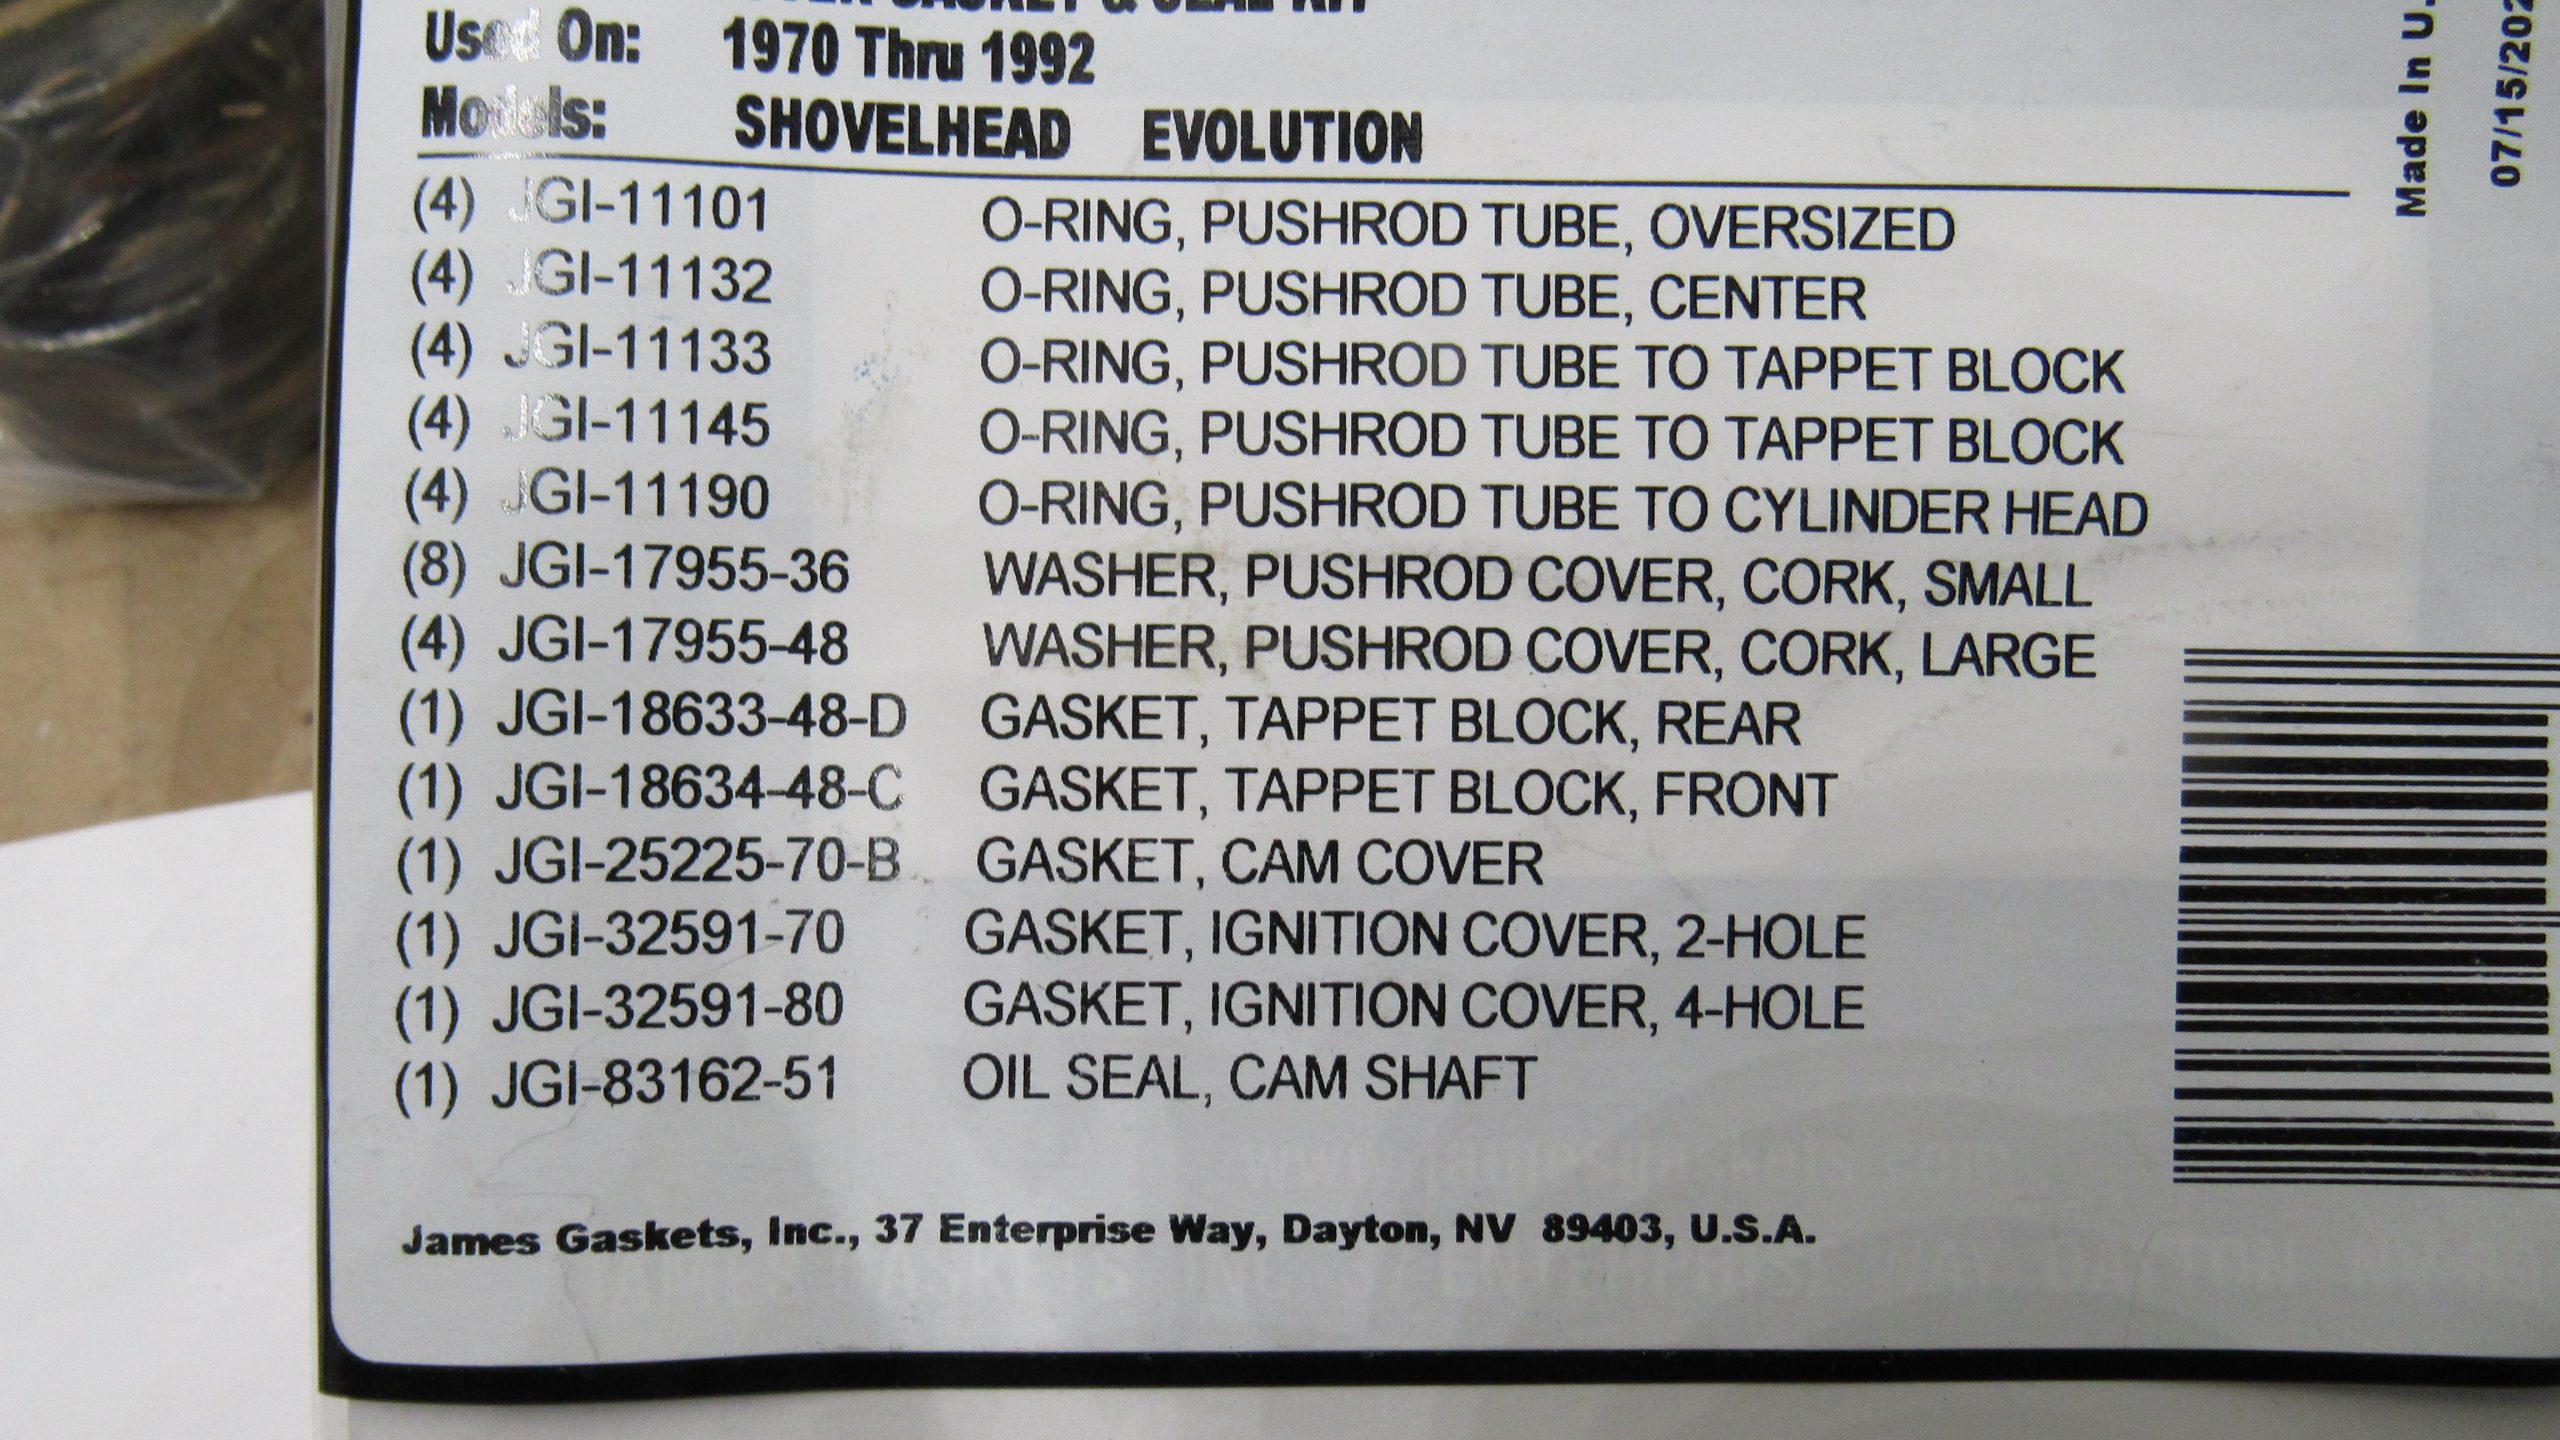 GASKET & SEAL KIT
Used On: 1970 Thru 1992
Models: SHOVELHEAD EVOLUTION
(4) JGI-11101 O-RING, PUSHROD TUBE, OVERSIZED
(4) JGI-11132 O-RING, PUSHROD TUBE, CENTER
(4) JGI-11133 O-RING, PUSHROD TUBE TO TAPPET BLOCK
(4) JGI-11145 O-RING, PUSHROD TUBE TO TAPPET BLOCK
(4) JGI-11190 O-RING, PUSHROD TUBE TO CYLINDER HEAD
(8) JGI-17955-36 WASHER, PUSHROD COVER, CORK, SMALL
(4) JGI-17955-48 WASHER, PUSHROD COVER, CORK, LARGE
(1) JGI-18633-48-D GASKET, TAPPET BLOCK, REAR
(1) JGI-18634-48-C GASKET, TAPPET BLOCK, FRONT
(1) JGI-25225-70-B GASKET, CAM COVER
(1) JGI-32591-70 GASKET, IGNITION COVER, 2-HOLE
(1) JGI-32591-80 GASKET, IGNITION COVER, 4-HOLE
(1) JGI-83162-51 OIL SEAL, CAM SHAFT
James Gaskets, Inc., 37 Enterprise Way, Dayton, NV 89403, U.S.A.
Made In U.
07/15/202